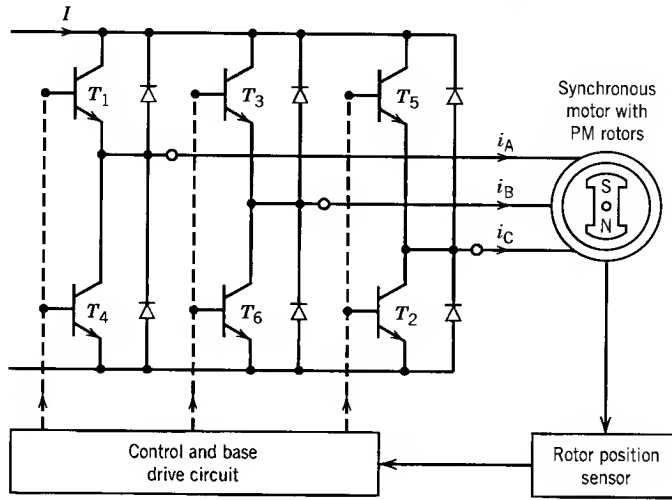 I
T1
T3
T5
Synchronous
motor with
PM rotors
iA
iB
iC
S
N
T4
T6
T2
Control and base
drive circuit
Rotor position
sensor